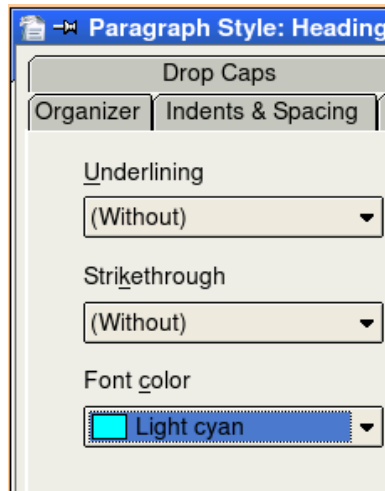 Paragraph Style: Heading
Drop Caps
Organizer Indents & Spacing
Underlining
(Without)
Strikethrough
(Without)
Font color
Light cyan